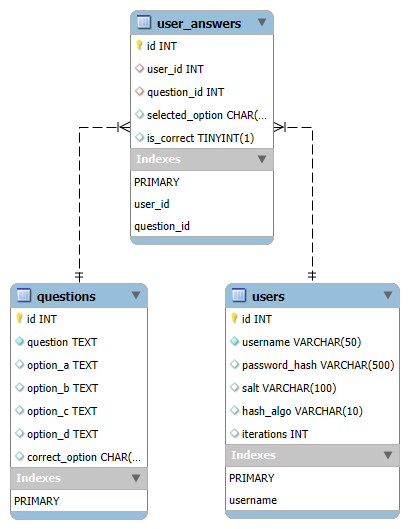 user_answers
id INT
user_id INT
question_id INT
selected_option CHAR(...
is_correct TINYINT(1)
Indexes
PRIMARY
user_id
question_id
questions
id INT
question TEXT
option_a TEXT
option_b TEXT
option_c TEXT
option_d TEXT
correct_option CHAR(...
Indexes
PRIMARY
users
id INT
username VARCHAR(50)
password_hash VARCHAR(500)
salt VARCHAR(100)
hash_algo VARCHAR(10)
iterations INT
Indexes
PRIMARY
username